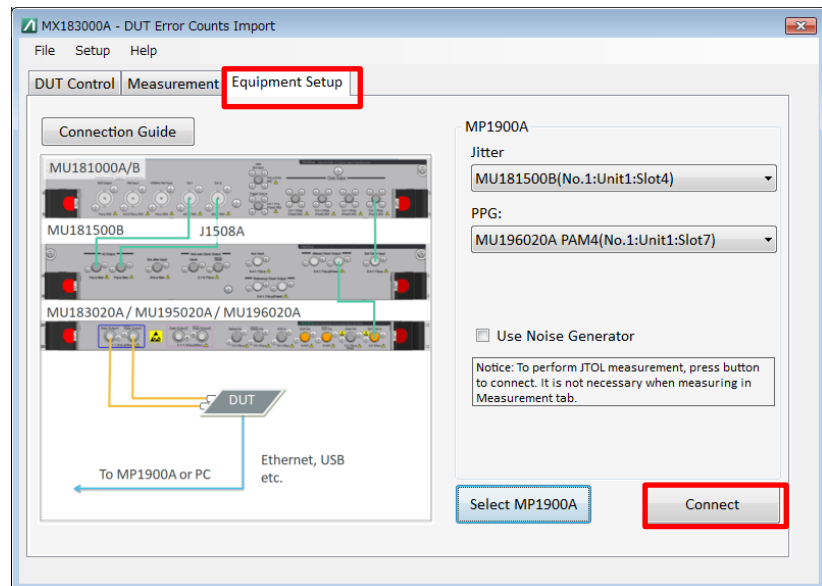 MX183000A - DUT Error Counts Import
File Setup Help
DUT Control Measurement Equipment Setup
Connection Guide
MU181000A/B
MU181500B J1508A
MU183020A / MU195020A / MU196020A
DUT
Ethernet, USB
etc.
To MP1900A or PC
MP1900A
Jitter
MU181500B(No.1:Unit1:Slot4)
PPG:
MU196020A PAM4(No.1:Unit1:Slot7)
Use Noise Generator
Notice: To perform JTOL measurement, press button
to connect. It is not necessary when measuring in
Measurement tab.
Select MP1900A
Connect